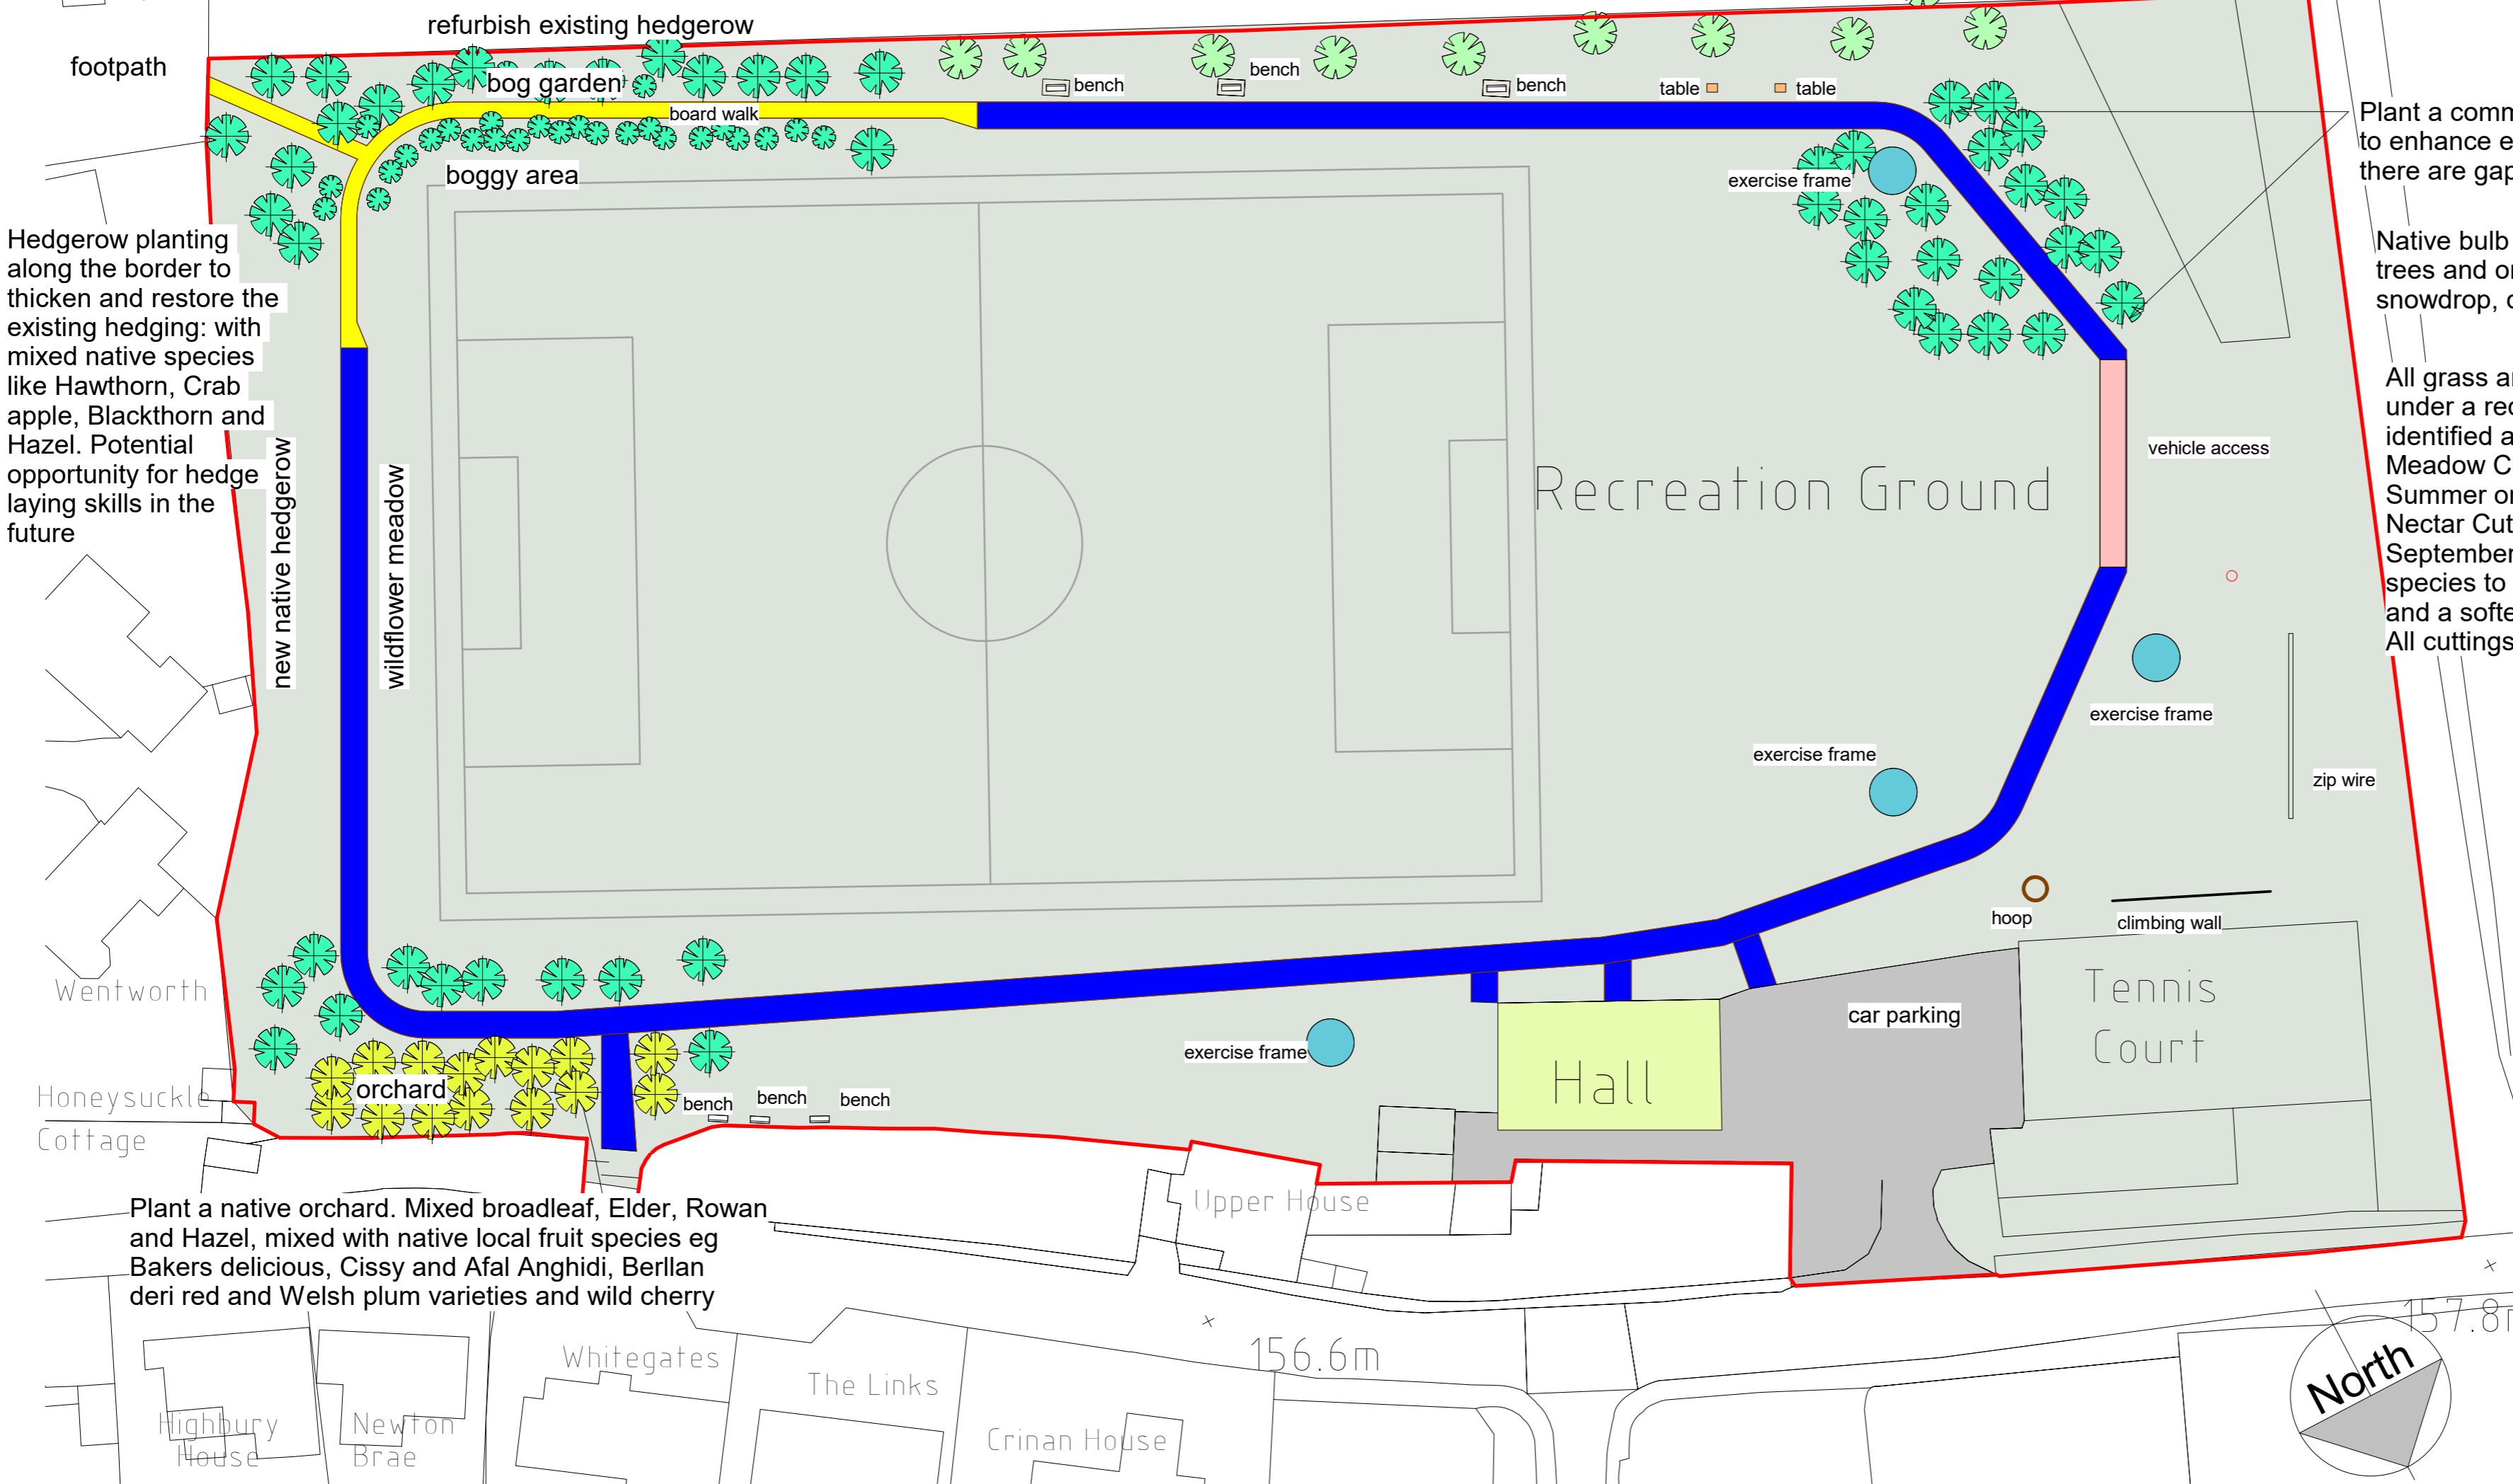 refurbish existing hedgerow
footpath
bog garden
board walk
boggy area
bench
bench
bench
table
table
exercise frame
Plant a comm
to enhance e
there are gap
Native bulb
trees and or
snowdrop, c
Hedgerow planting
along the border to
thicken and restore the
existing hedging: with
mixed native species
like Hawthorn, Crab
apple, Blackthorn and
Hazel. Potential
opportunity for hedge
laying skills in the
future
new native hedgerow
wildflower meadow
Recreation Ground
vehicle access
All grass ar
under a rec
identified a
Meadow C
Summer or
Nectar Cut
September
species to
and a softe
All cuttings
exercise frame
exercise frame
zip wire
hoop
climbing wall
Tennis
Court
car parking
Hall
exercise frame
Wentworth
Honeysuckle
Cottage
orchard
bench
bench
bench
Upper House
Plant a native orchard. Mixed broadleaf, Elder, Rowan
and Hazel, mixed with native local fruit species eg
Bakers delicious, Cissy and Afal Anghidi, Berllan
deri red and Welsh plum varieties and wild cherry
156.6m
157.8m
North
Whitegates
The Links
Crinan House
Highbury
House
Newton
Brae